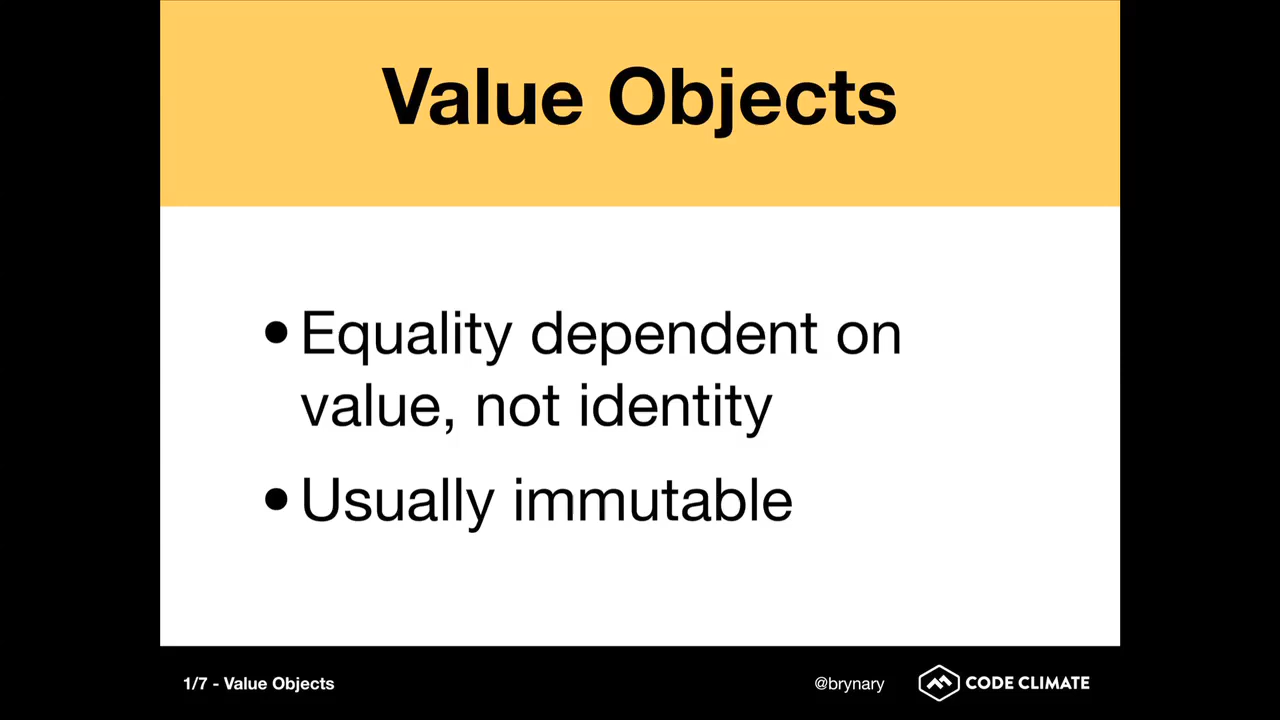 Value Objects
•Equality dependent on
value, not identity
•Usually immutable
1/7 - Value Objects
@brynary
CODE CLIMATE